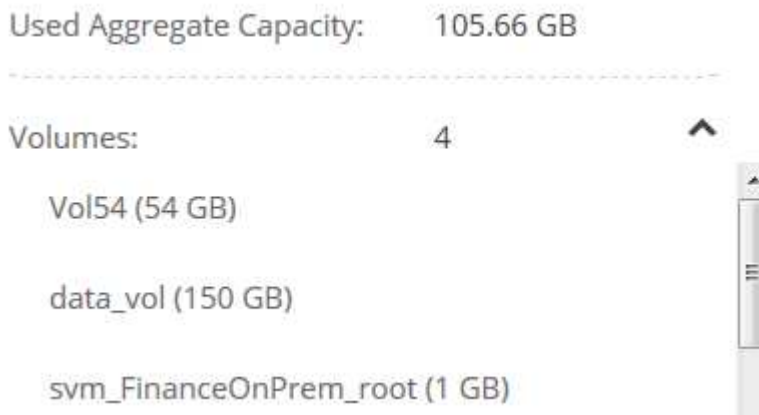 Used Aggregate Capacity: 105.66 GB
Volumes: 4
Vol54 (54 GB)
data_vol (150 GB)
svm_FinanceOnPrem_root (1 GB)